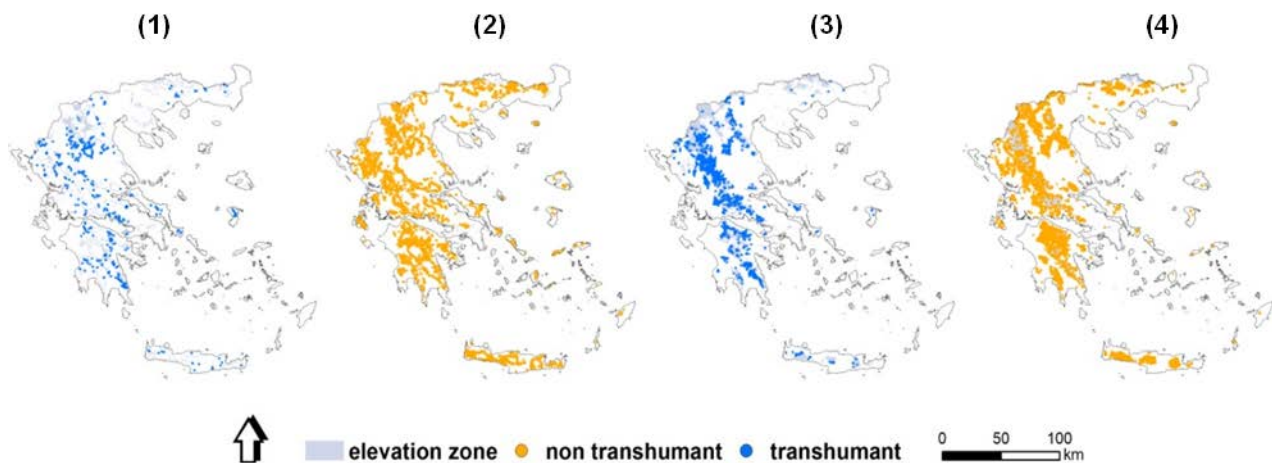 (1) (2) (3) (4)
elevation zone non transhumant transhumant
0 50 100
km